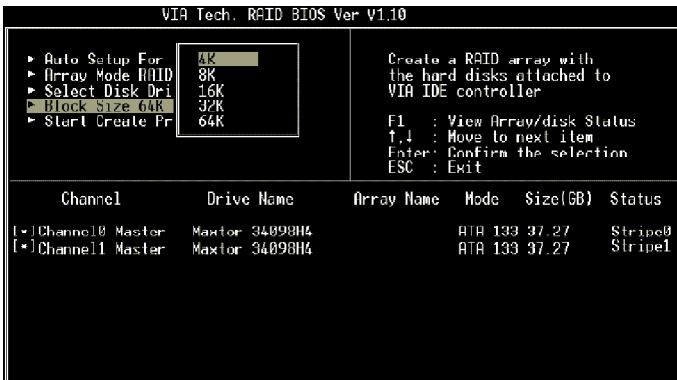 VIA Tech. RAID BIOS Ver V1.10
Auto Setup For
Array Mode RAID
Select Disk Dri
Block Size 64K
Start Create Pr
4K
8K
16K
32K
64K
Create a RAID array with
the hard disks attached to
VIA IDE controller
F1 : View Array/disk Status
↑,↓ : Move to next item
Enter: Confirm the selection
ESC : Exit
Channel Drive Name Array Name Mode Size(GB) Status
[*]Channel0 Master Maxtor 34098H4 ATA 133 37.27 Stripe0
[*]Channel1 Master Maxtor 34098H4 ATA 133 37.27 Stripe1